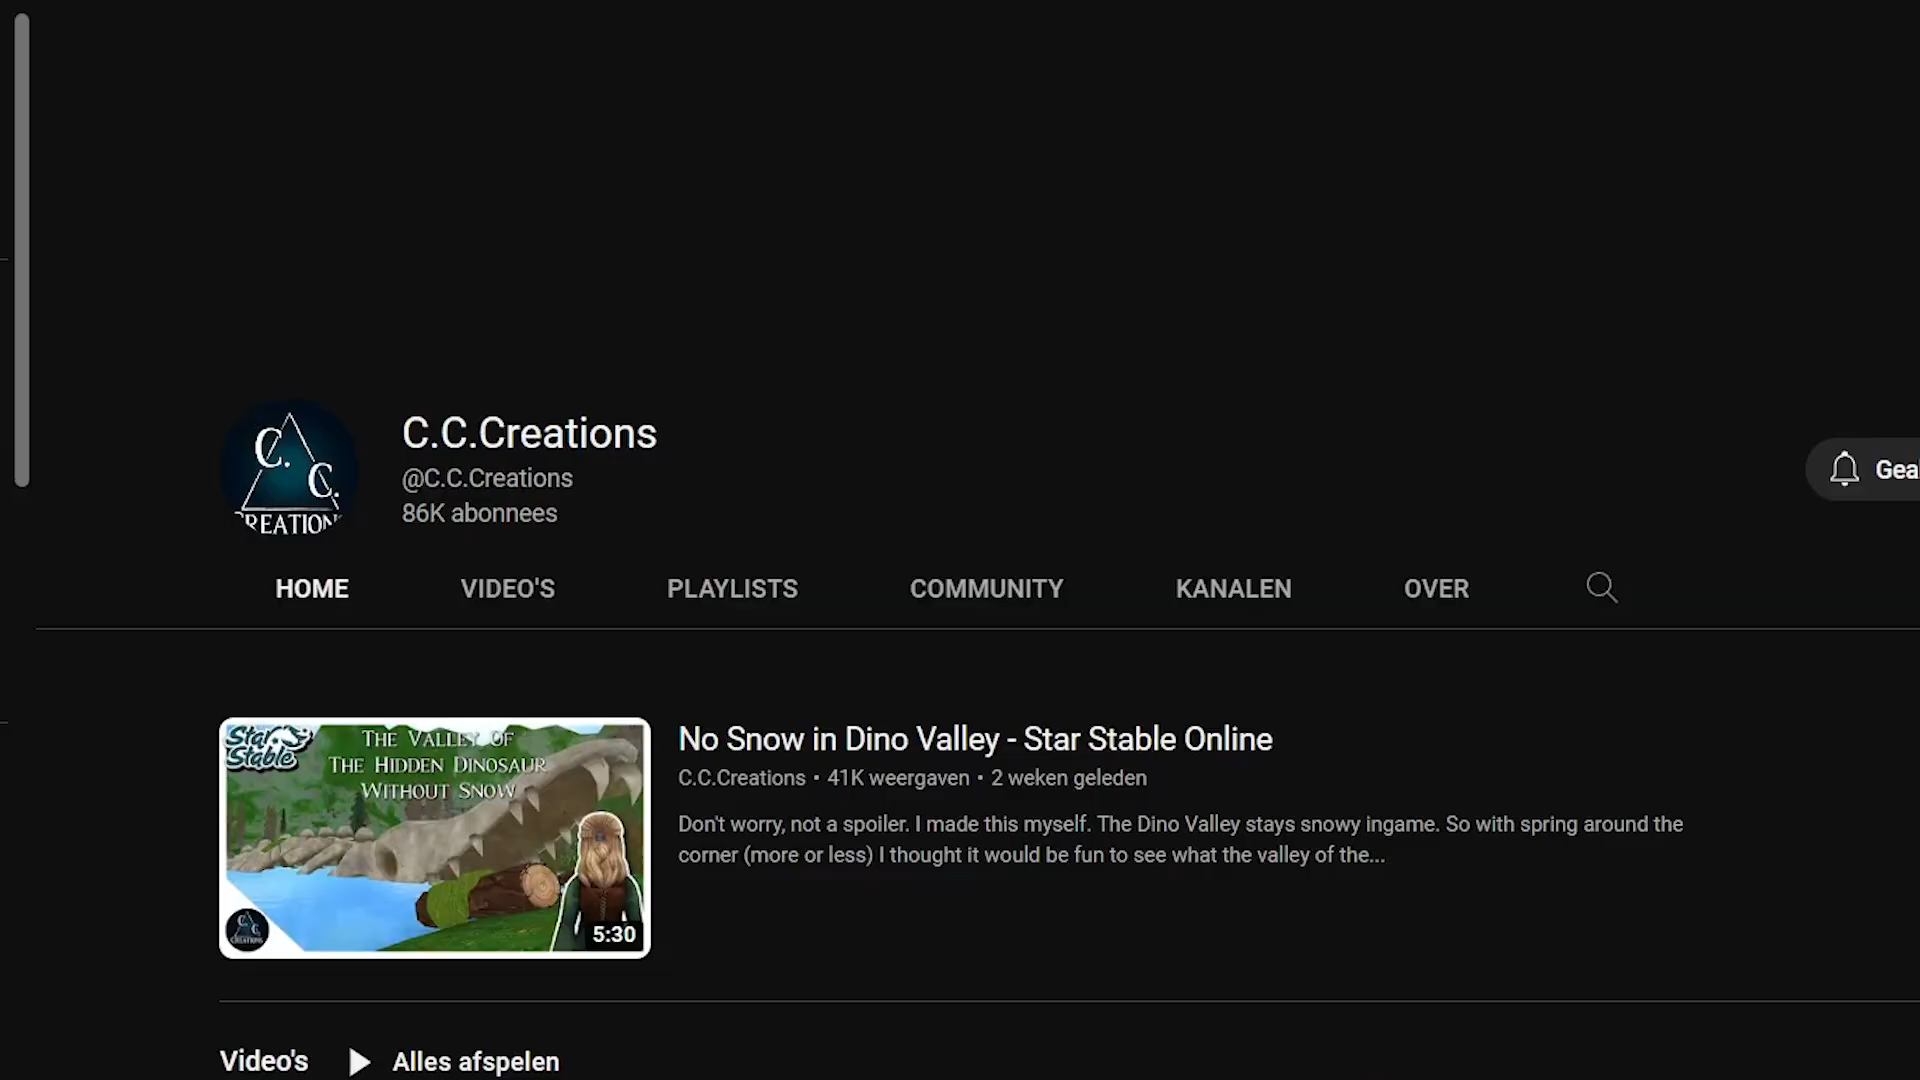 C.
C.
CREATIONS
C.C.Creations
@C.C.Creations
86K abonnees
HOME VIDEO'S PLAYLISTS COMMUNITY KANALEN OVER
Star
Stable
THE VALLEY OF
THE HIDDEN DINOSAUR
WITHOUT SNOW
5:30
No Snow in Dino Valley - Star Stable Online
C.C.Creations • 41K weergaven • 2 weken geleden
Don't worry, not a spoiler. I made this myself. The Dino Valley stays snowy ingame. So with spring around the
corner (more or less) I thought it would be fun to see what the valley of the...
Video's Alles afspelen